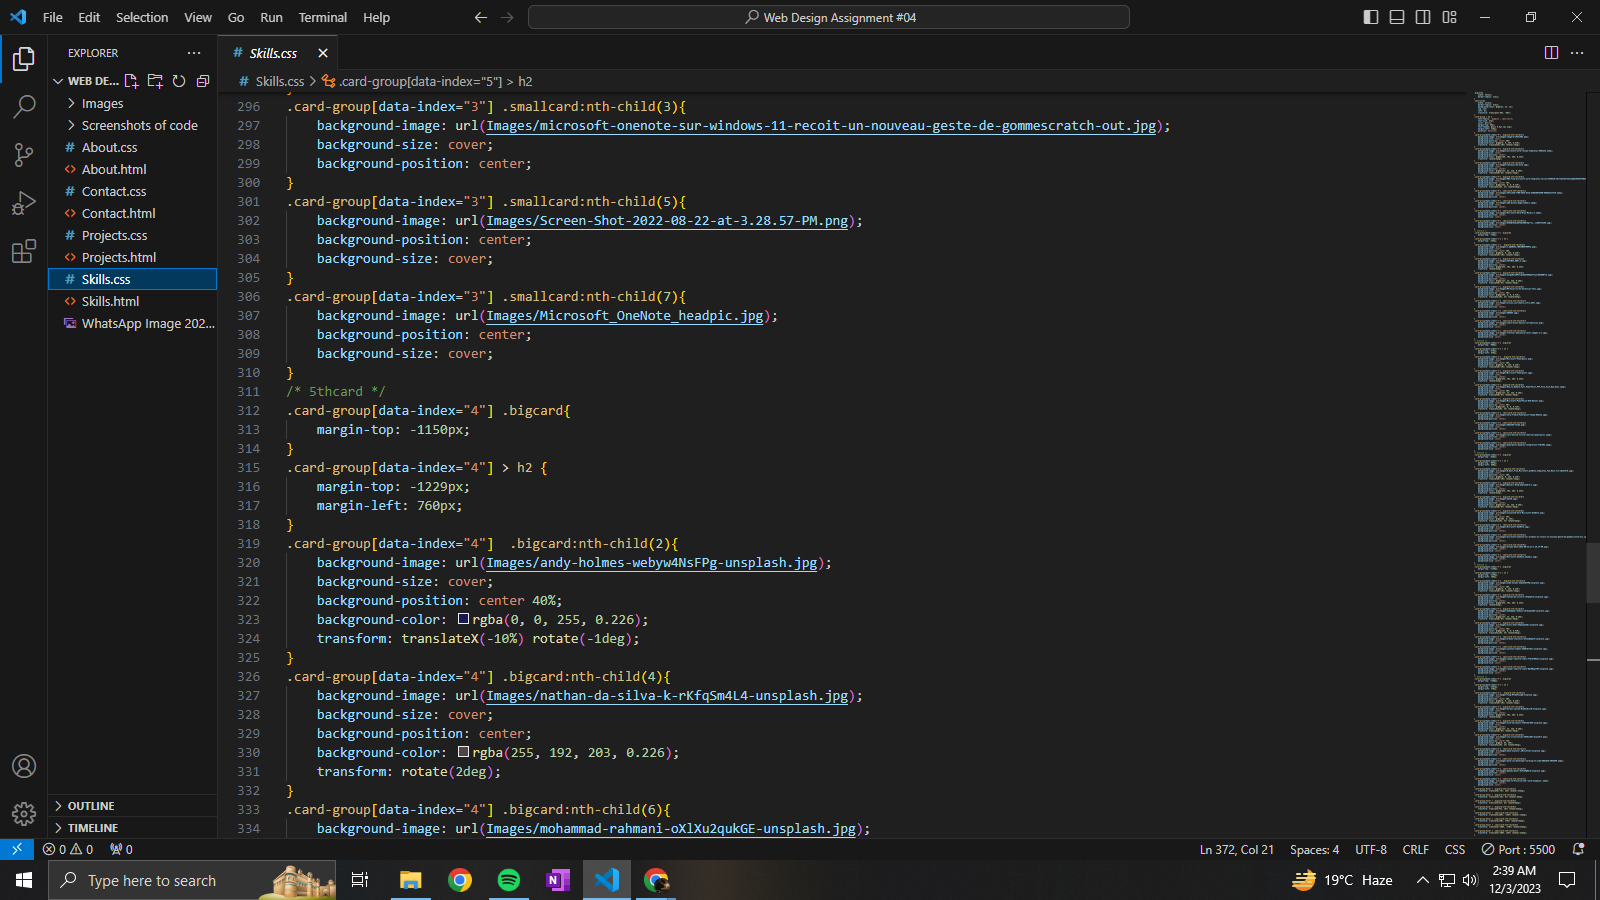 File Edit Selection View Go Run Terminal Help
Web Design Assignment #04
EXPLORER
WEB DE...
Images
Screenshots of code
# About.css
<> About.html
# Contact.css
<> Contact.html
# Projects.css
<> Projects.html
# Skills.css
<> Skills.html
WhatsApp Image 202...
OUTLINE
TIMELINE
# Skills.css
# Skills.css > .card-group[data-index="5"] > h2
296 .card-group[data-index="3"] .smallcard:nth-child(3){
297 background-image: url(Images/microsoft-onenote-sur-windows-11-recoit-un-nouveau-geste-de-gommescratch-out.jpg);
298 background-size: cover;
299 background-position: center;
300 }
301 .card-group[data-index="3"] .smallcard:nth-child(5){
302 background-image: url(Images/Screen-Shot-2022-08-22-at-3.28.57-PM.png);
303 background-position: center;
304 background-size: cover;
305 }
306 .card-group[data-index="3"] .smallcard:nth-child(7){
307 background-image: url(Images/Microsoft_OneNote_headpic.jpg);
308 background-position: center;
309 background-size: cover;
310 }
311 /* 5thcard */
312 .card-group[data-index="4"] .bigcard{
313 margin-top: -1150px;
314 }
315 .card-group[data-index="4"] > h2 {
316 margin-top: -1229px;
317 margin-left: 760px;
318 }
319 .card-group[data-index="4"]  .bigcard:nth-child(2){
320 background-image: url(Images/andy-holmes-webyw4NsFPg-unsplash.jpg);
321 background-size: cover;
322 background-position: center 40%;
323 background-color: rgba(0, 0, 255, 0.226);
324 transform: translateX(-10%) rotate(-1deg);
325 }
326 .card-group[data-index="4"] .bigcard:nth-child(4){
327 background-image: url(Images/nathan-da-silva-k-rKfqSm4L4-unsplash.jpg);
328 background-size: cover;
329 background-position: center;
330 background-color: rgba(255, 192, 203, 0.226);
331 transform: rotate(2deg);
332 }
333 .card-group[data-index="4"] .bigcard:nth-child(6){
334 background-image: url(Images/mohammad-rahmani-oXlXu2qukGE-unsplash.jpg);
0 0 0 Ln 372, Col 21 Spaces: 4 UTF-8 CRLF CSS Port : 5500
Type here to search
19°C Haze
2:39 AM
12/3/2023